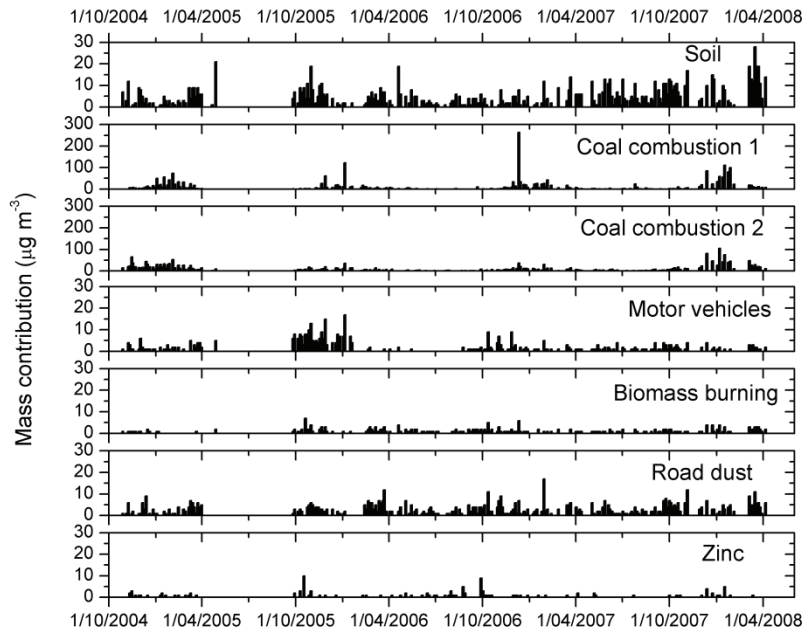 1/10/2004 1/04/2005 1/10/2005 1/04/2006 1/10/2006 1/04/2007 1/10/2007 1/04/2008
Mass contribution (μg m⁻³)
30
20
10
0
Soil
300
200
100
0
Coal combustion 1
300
200
100
0
Coal combustion 2
30
20
10
0
Motor vehicles
30
20
10
0
Biomass burning
30
20
10
0
Road dust
30
20
10
0
Zinc
1/10/2004 1/04/2005 1/10/2005 1/04/2006 1/10/2006 1/04/2007 1/10/2007 1/04/2008